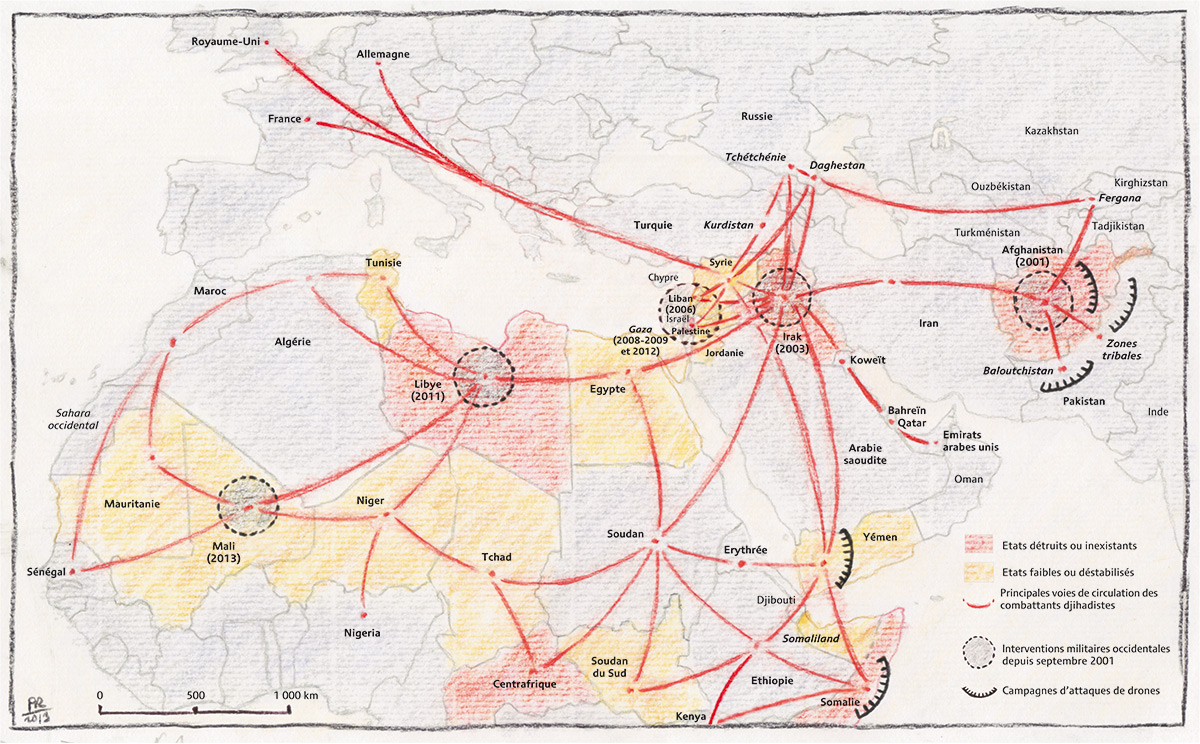 Royaume-Uni
Allemagne
France
Russie
Kazakhstan
Tchétchénie
Daghestan
Ouzbékistan
Kirghizstan
Fergana
Turquie
Kurdistan
Turkménistan
Tadjikistan
Afghanistan
(2001)
Tunisie
Syrie
Chypre
Maroc
Liban
(2006)
Israël
Palestine
Gaza
(2008-2009
et 2012)
Jordanie
Irak
(2003)
Iran
Zones
tribales
Algérie
Koweït
Baloutchistan
Libye
(2011)
Egypte
Pakistan
Inde
Sahara
occidental
Bahreïn
Qatar
Emirats
arabes unis
Arabie
saoudite
Oman
Mauritanie
Niger
Mali
(2013)
Soudan
Erythrée
Yémen
Tchad
Sénégal
Djibouti
Nigeria
Somaliland
Soudan
du Sud
Centrafrique
Ethiopie
Somalie
Kenya
Etats détruits ou inexistants
Etats faibles ou déstabilisés
Principales voies de circulation des
combattants djihadistes
Interventions militaires occidentales
depuis septembre 2001
Campagnes d'attaques de drones
0 500 1 000 km
PR
2013